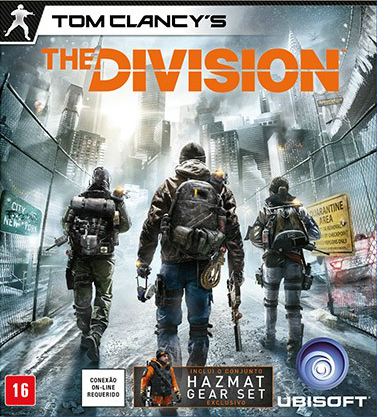 TOM CLANCY'S
THE DIVISION
CITY
NEW YORK
QUARANTINE
AREA
16
CONEXÃO
ON-LINE
REQUERIDO
INCLUI O CONJUNTO
HAZMAT
GEAR SET
EXCLUSIVO
UBISOFT